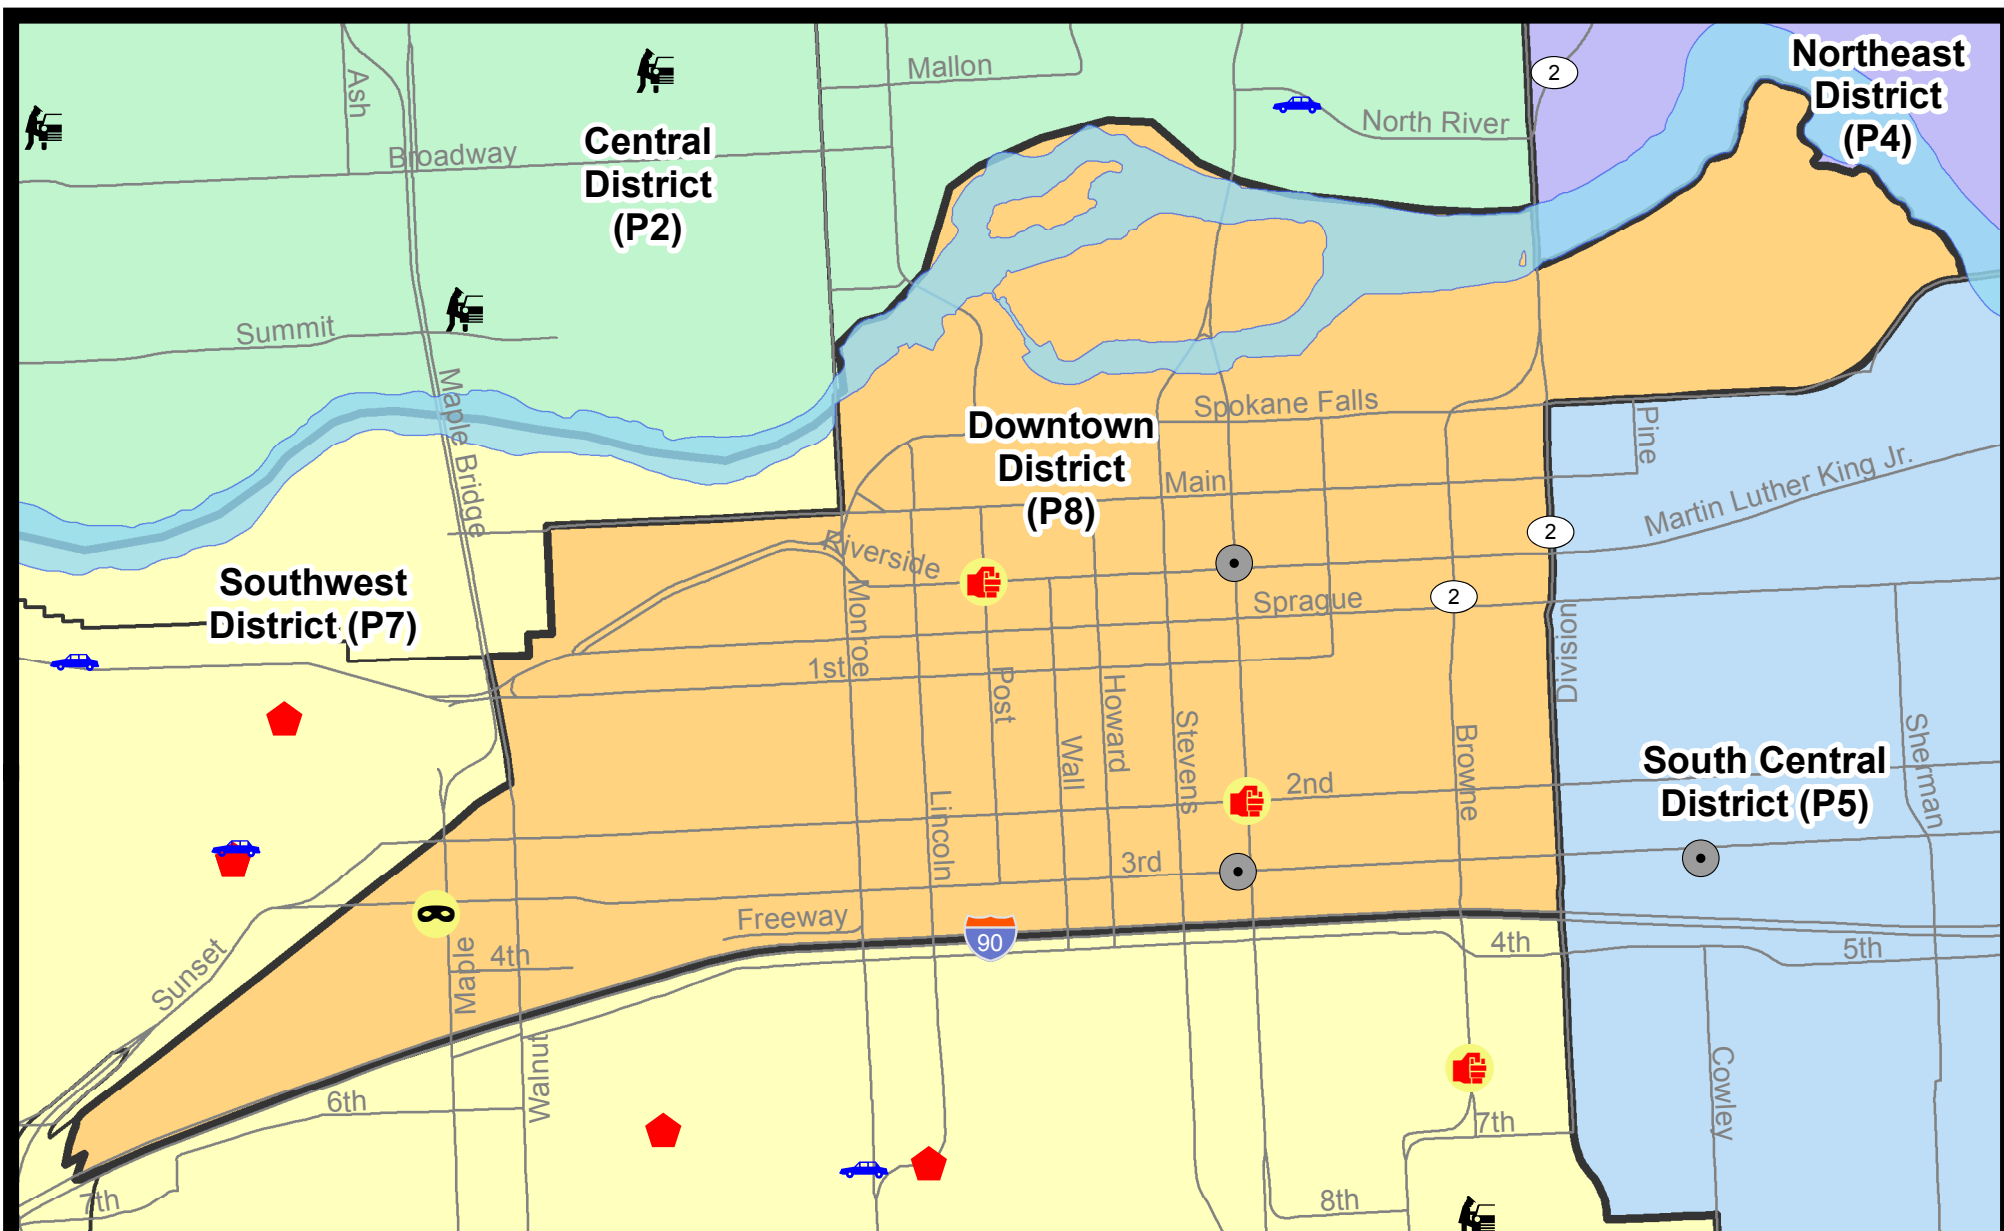 Northeast
District
(P4)
2
Mallon
Ash
North River
Central
District
(P2)
Broadway
Summit
Maple Bridge
Spokane Falls
Pine
Downtown
District
(P8)
Main
Martin Luther King Jr.
2
Riverside
Southwest
District (P7)
Monroe
Sprague
2
Division
1st
Post
Howard
Wall
Stevens
Browne
Sherman
South Central
District (P5)
2nd
Lincoln
3rd
Freeway
90
Sunset
Maple
4th
4th
5th
Walnut
6th
Cowley
7th
7th
8th